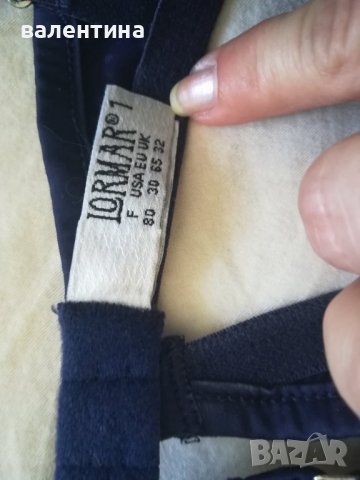 валентина
LORMAR® 1
F USA EU UK
80 30 65 32
BAZAR